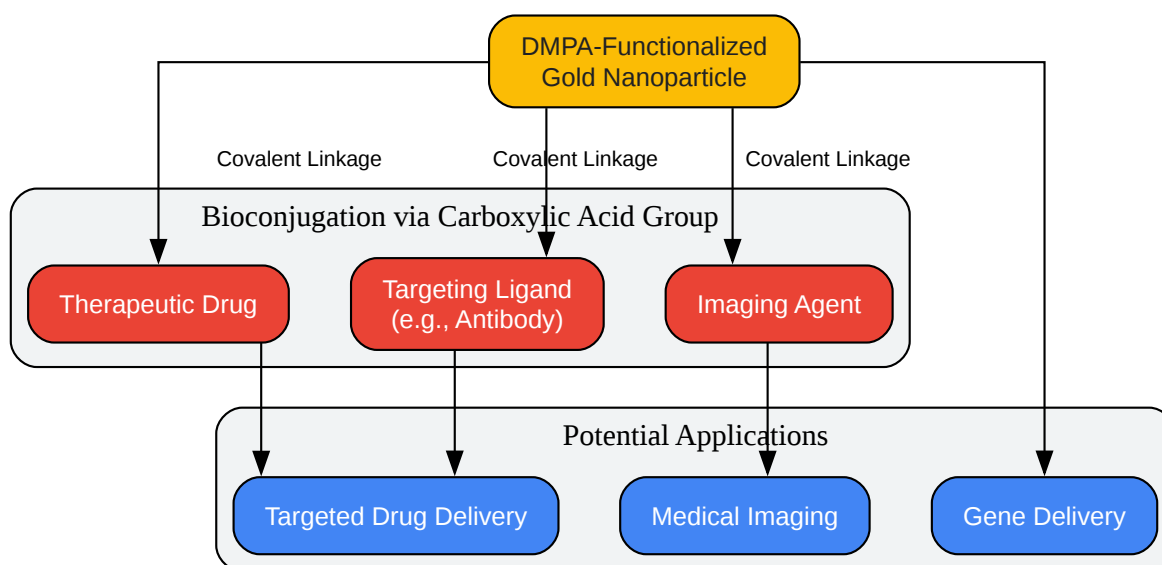 DMPA-Functionalized
Gold Nanoparticle
Covalent Linkage
Covalent Linkage
Covalent Linkage
Bioconjugation via Carboxylic Acid Group
Therapeutic Drug
Targeting Ligand
(e.g., Antibody)
Imaging Agent
Potential Applications
Targeted Drug Delivery
Medical Imaging
Gene Delivery